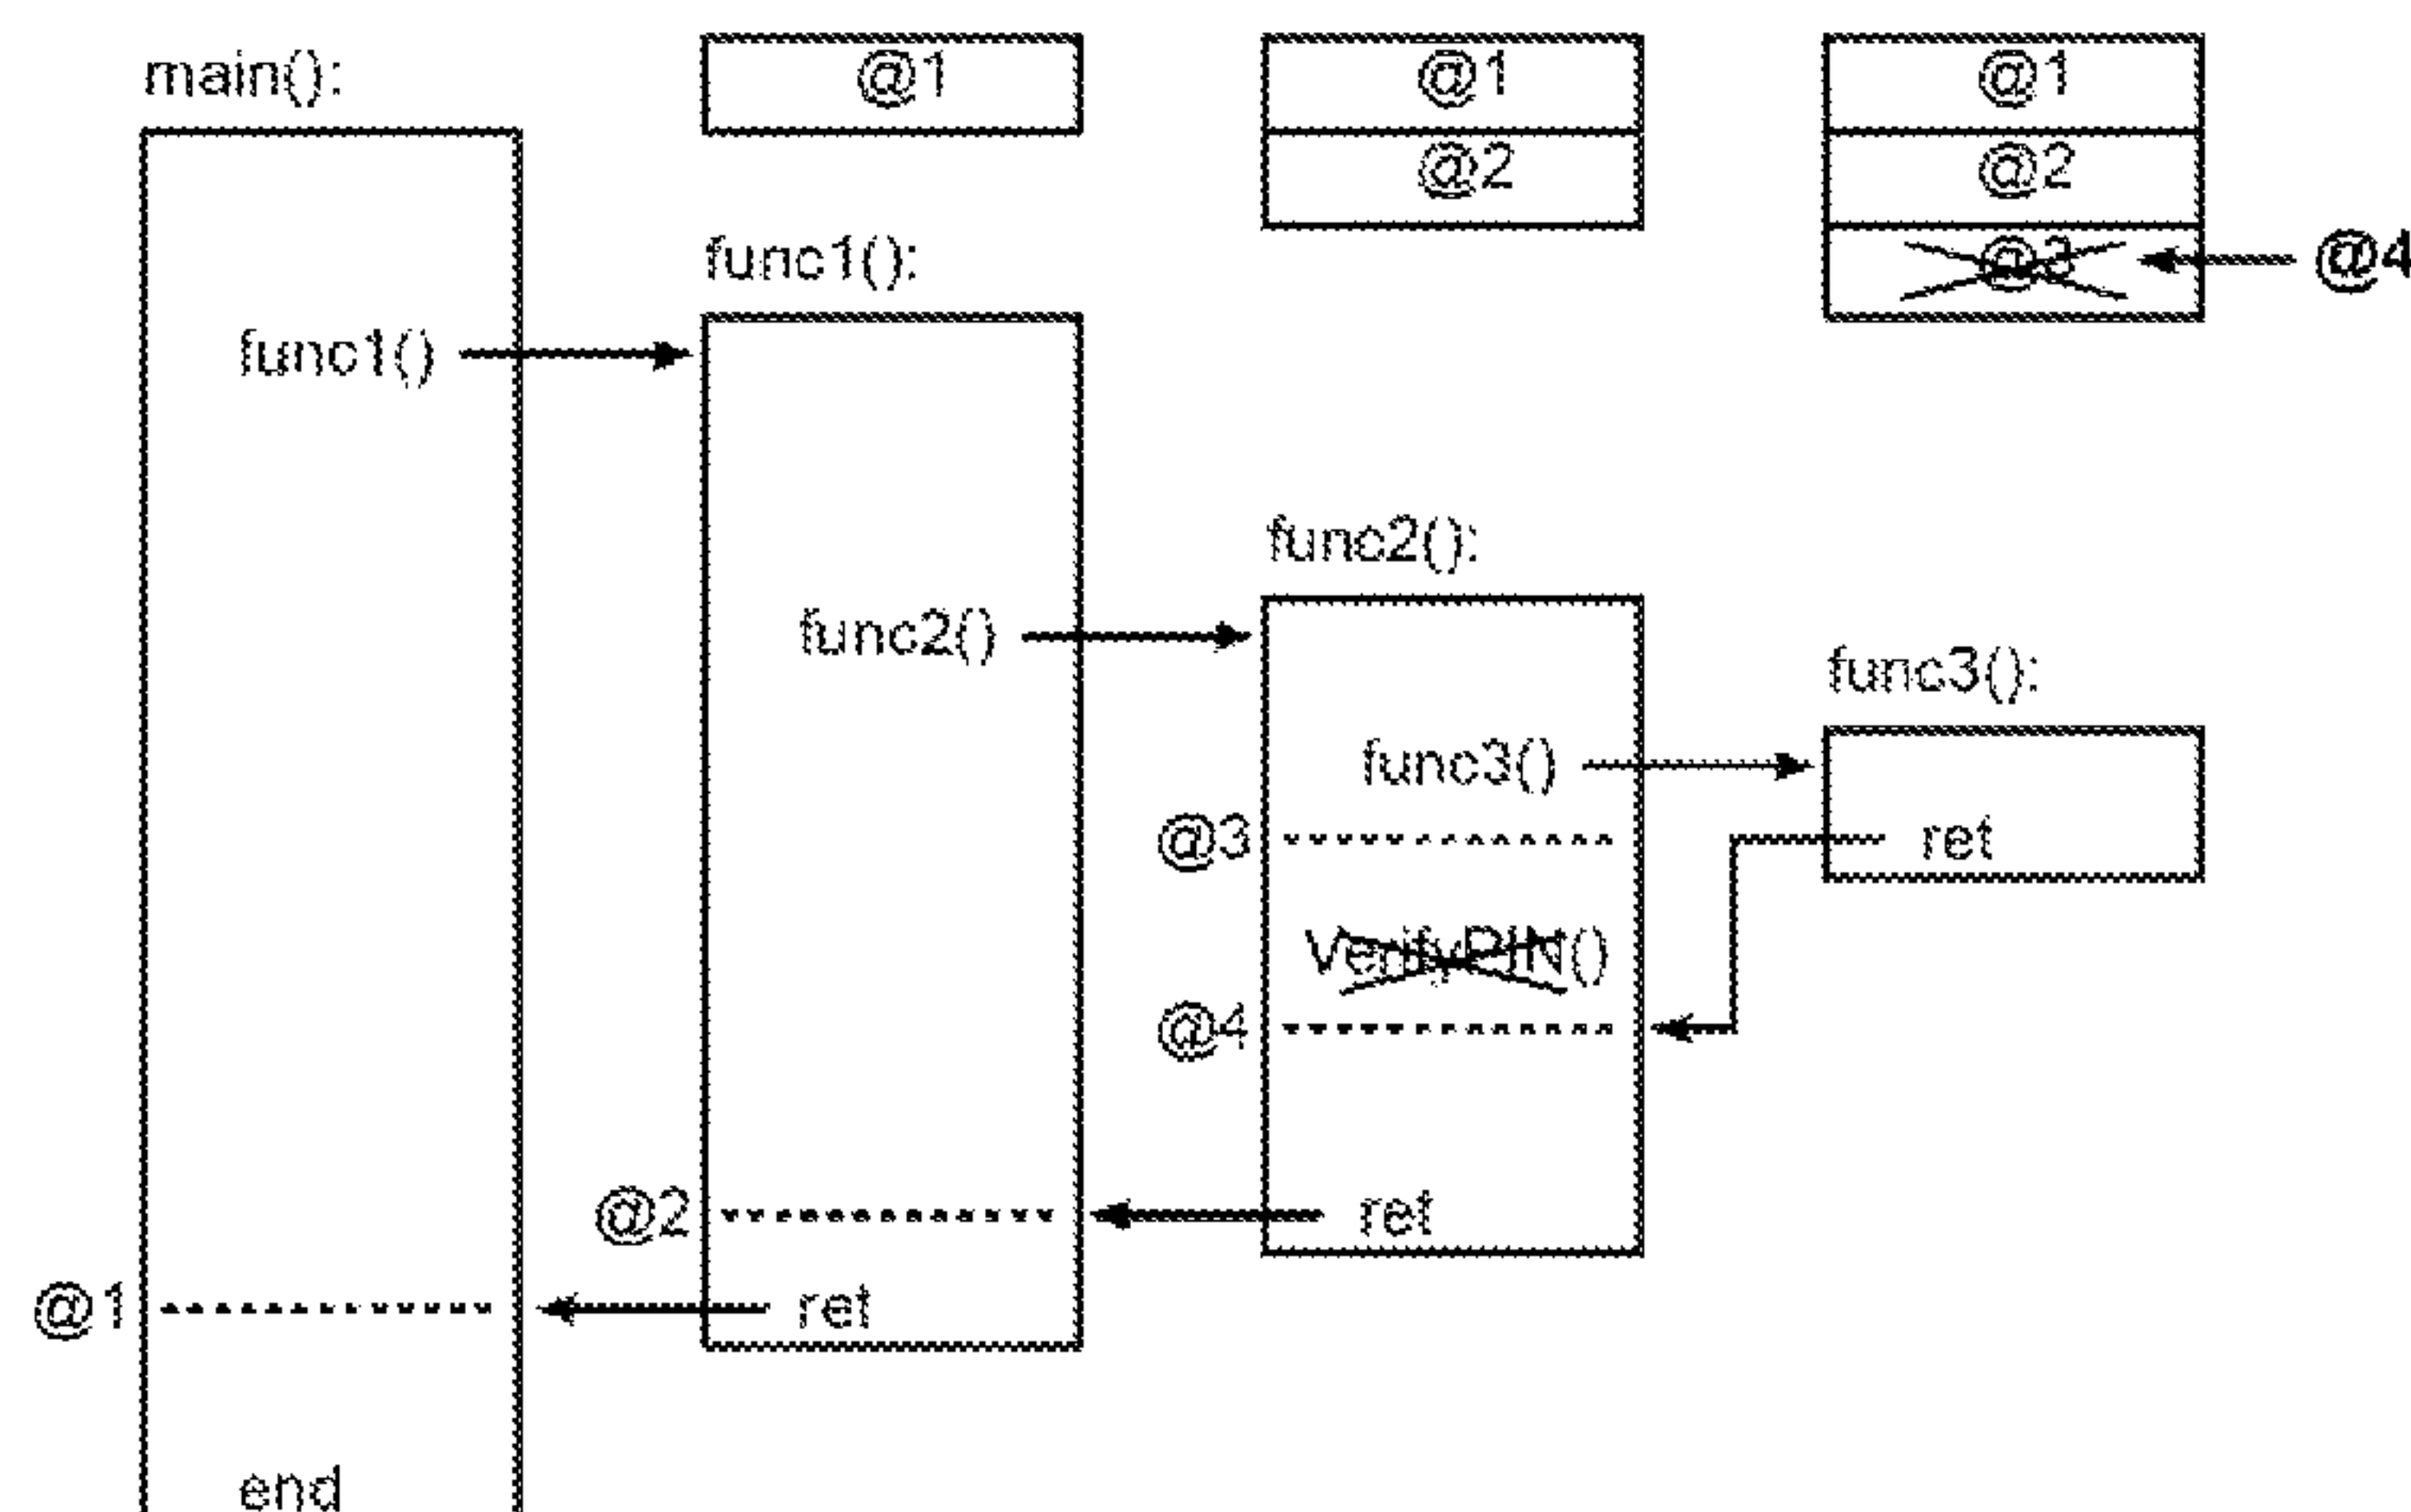 main(): @1 @1 @1
@2 @2
func1(): @3 @4
func1()
func2():
func2()
func3():
func3()
@3 ret
VerifyPIN()
@4
@2 ret
@1 ret
end